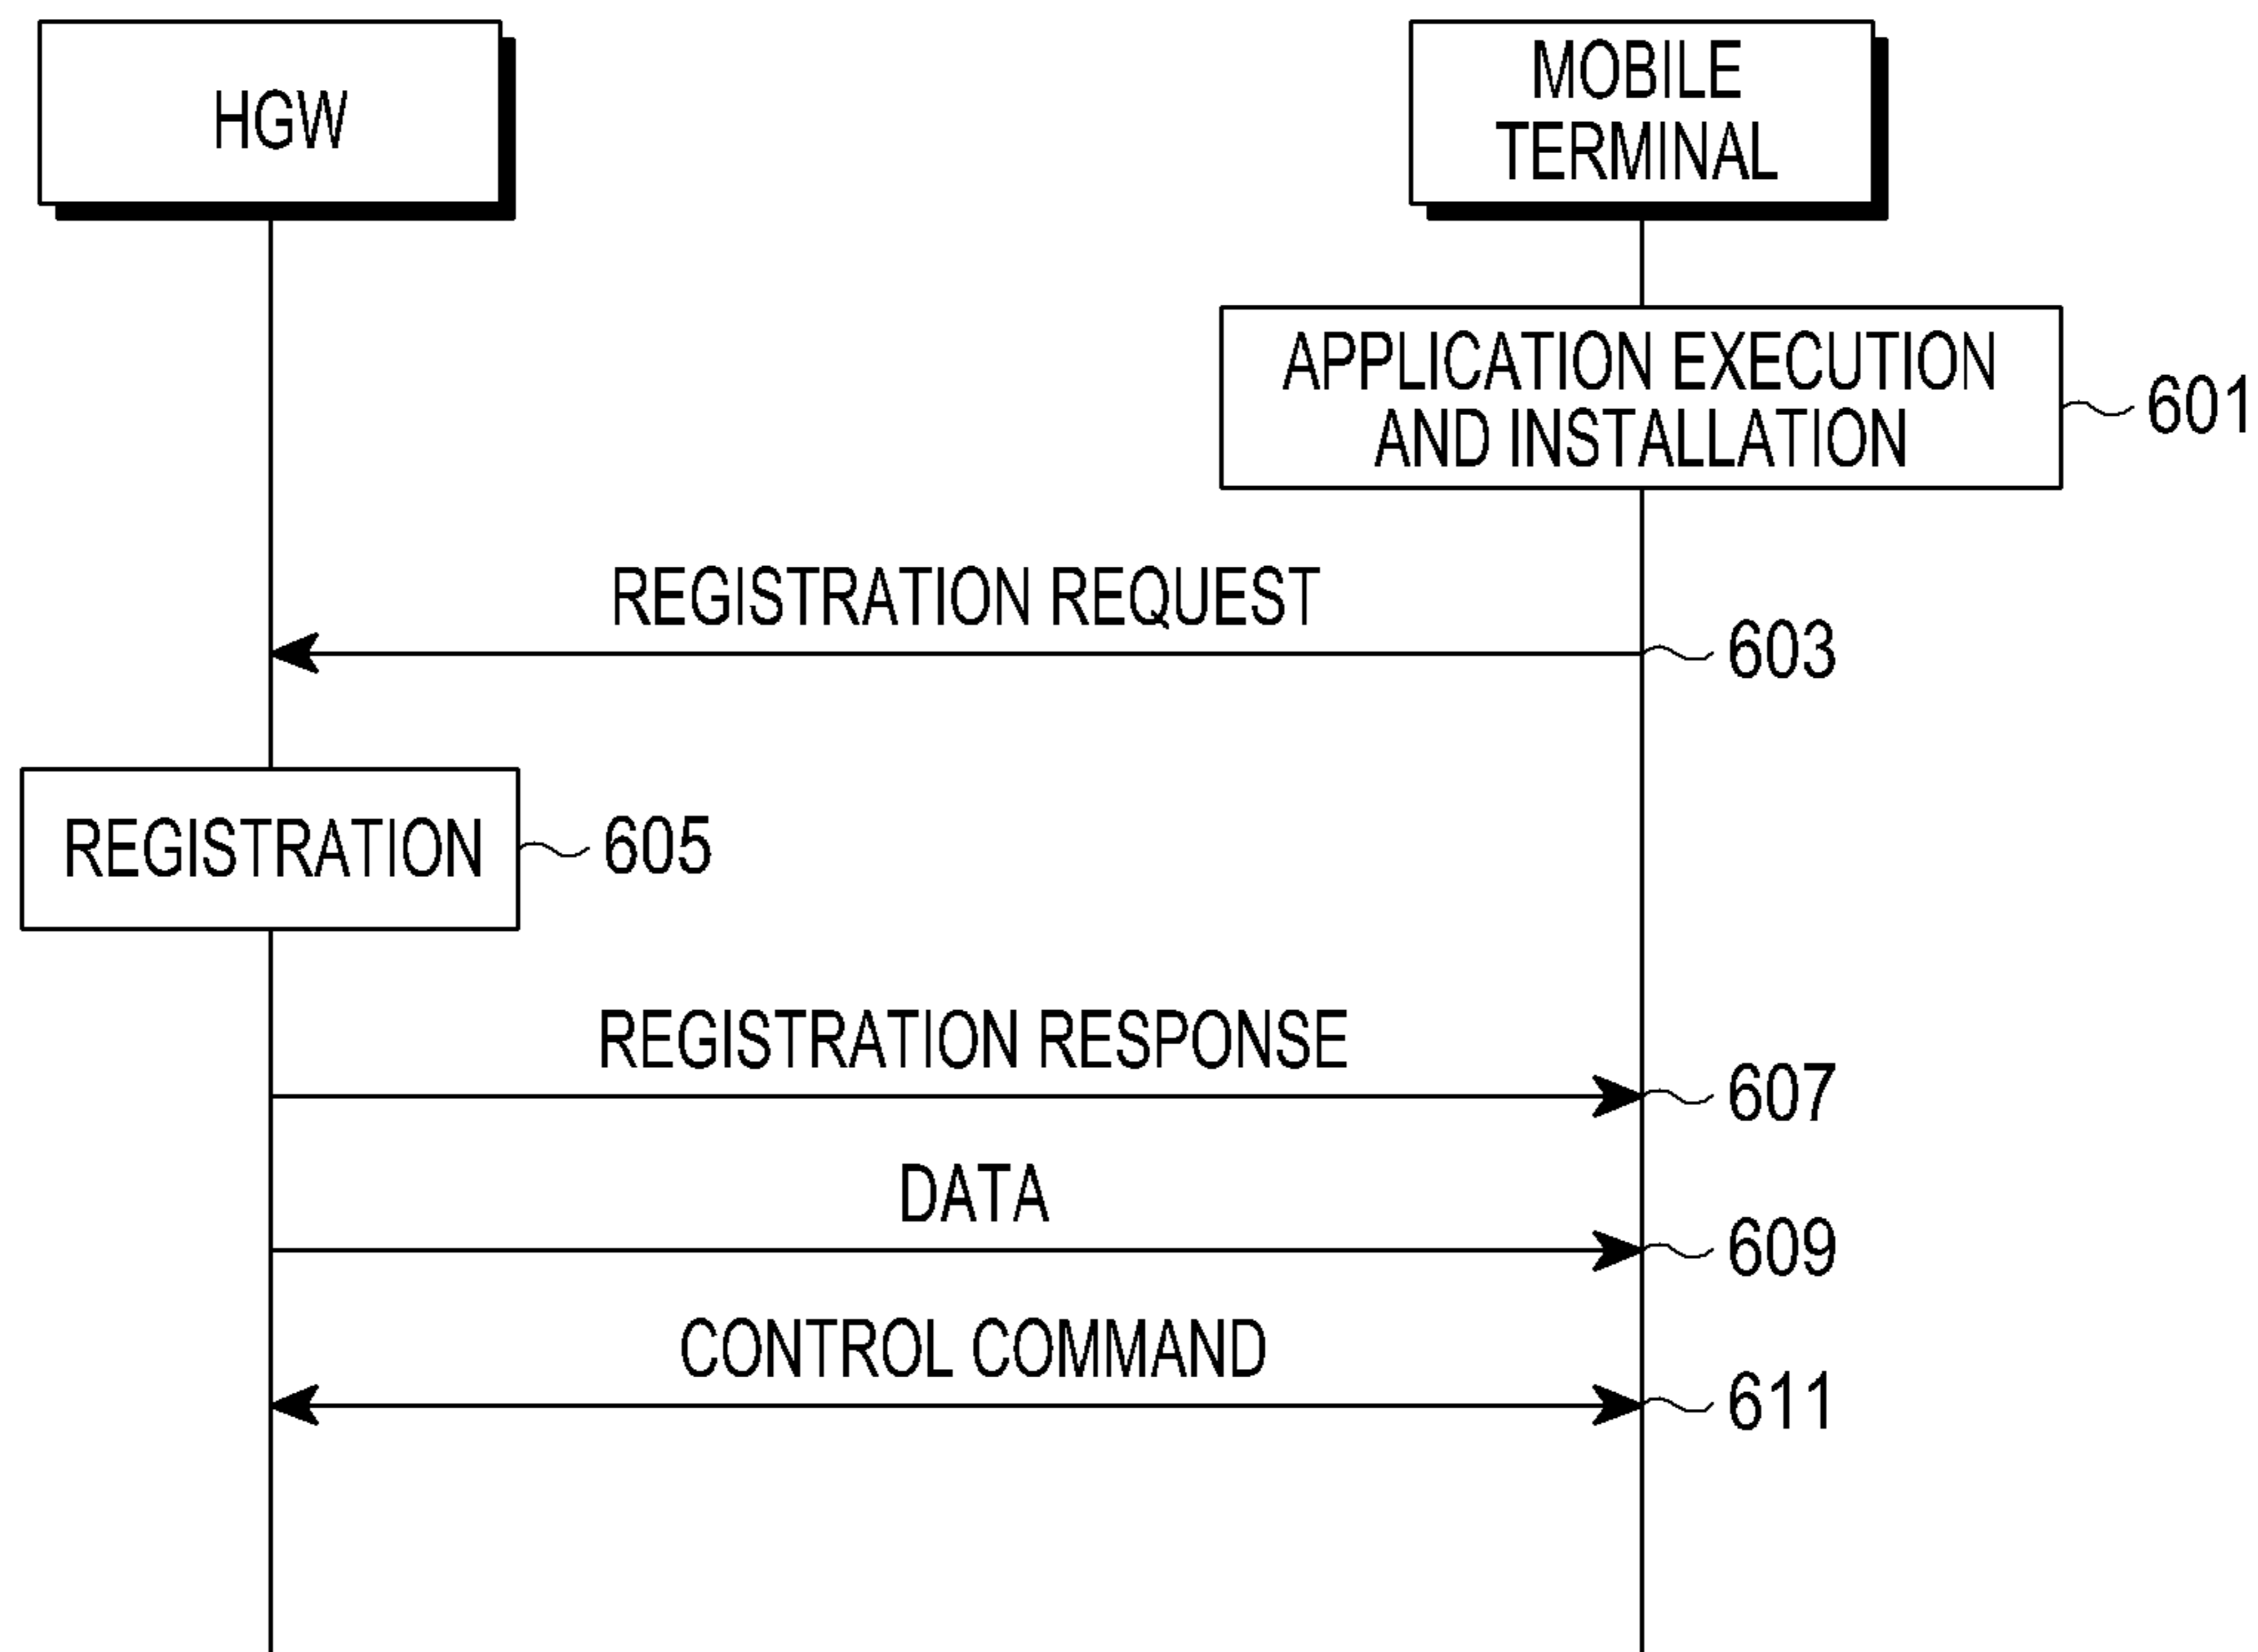 HGW
MOBILE
TERMINAL
APPLICATION EXECUTION
AND INSTALLATION
601
REGISTRATION REQUEST
603
REGISTRATION
605
REGISTRATION RESPONSE
607
DATA
609
CONTROL COMMAND
611